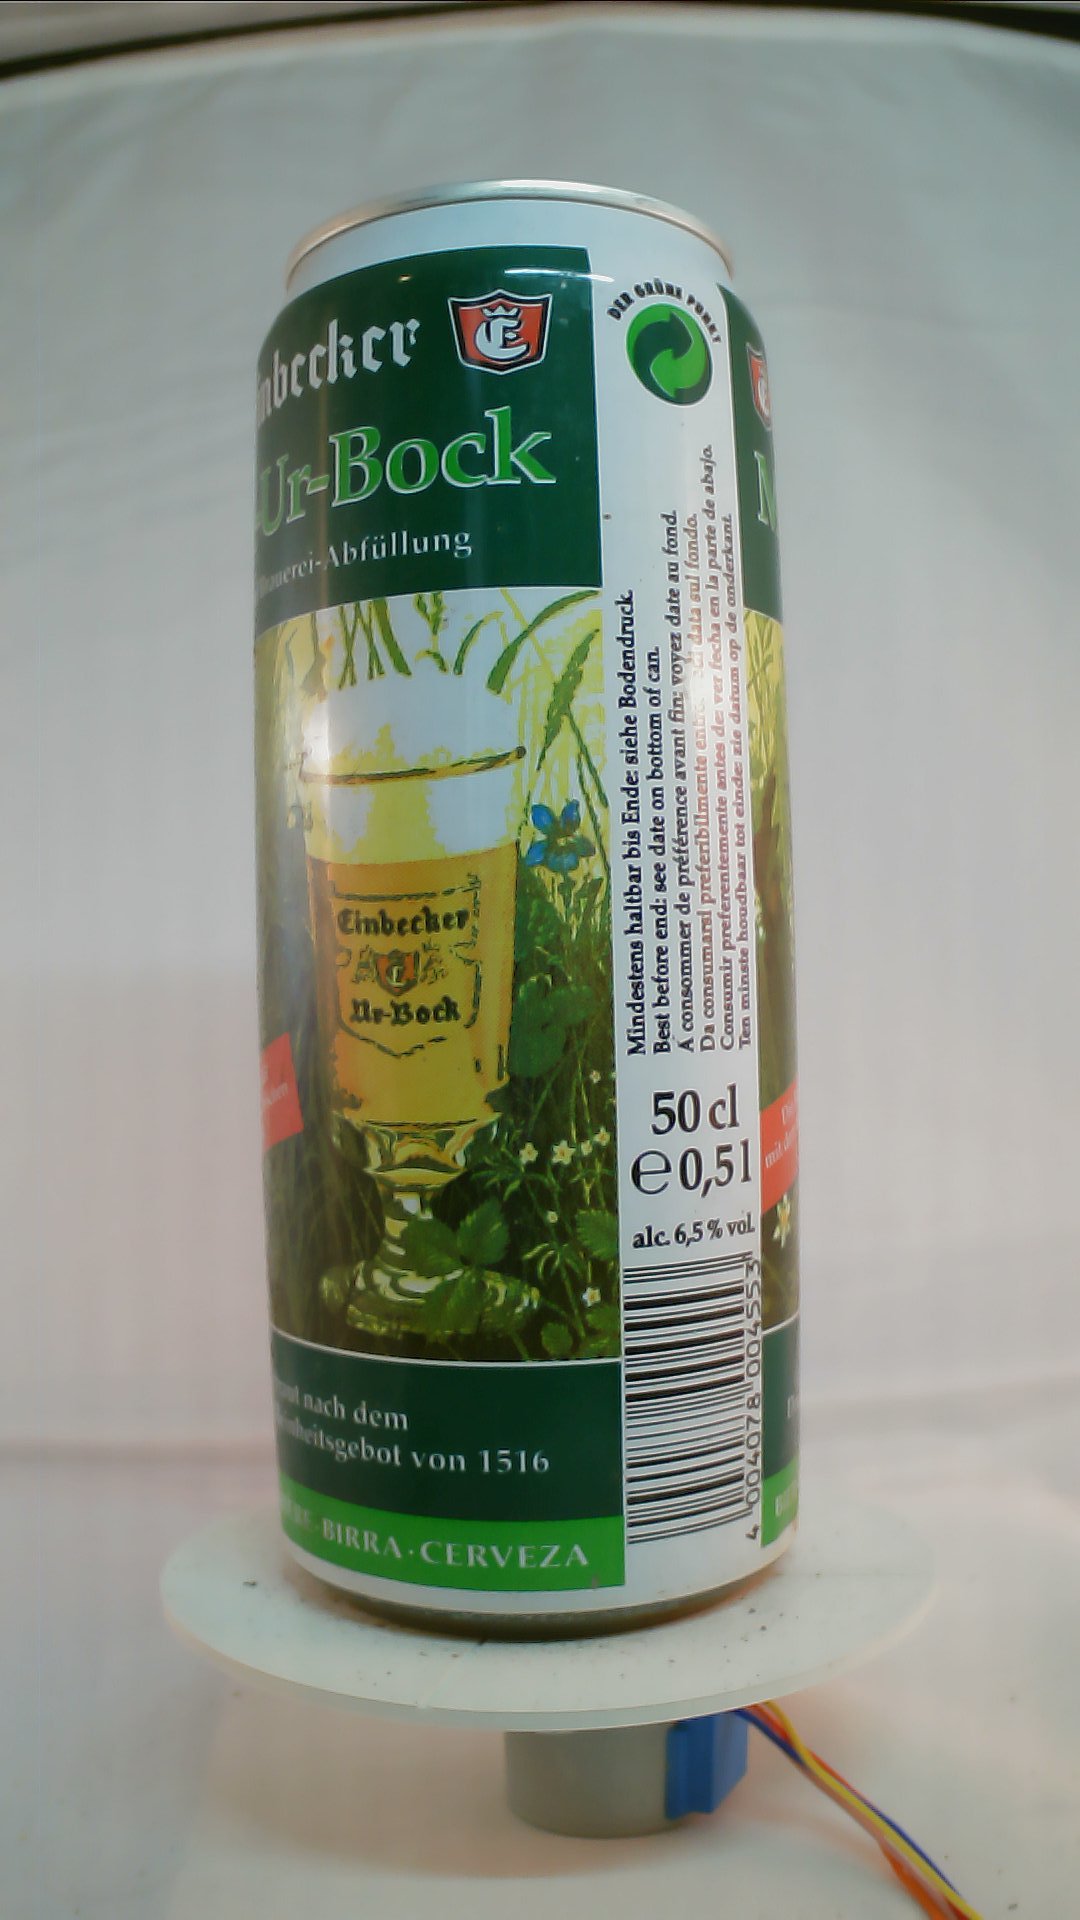 Einbecker
Ur-Bock
Brauerei-Abfüllung
DER GRÜNE PUNKT
Mindestens haltbar bis Ende: siehe Bodendruck.
Best before end: see date on bottom of can.
A consommer de préférence avant fin: voyez date au fond.
Da consumarsi preferibilmente data sul fondo.
Consumir preferentemente antes de: ver fecha en la parte de abajo.
Ten minste houdbaar tot einde: zie datum op de onderkant.
Einbecker
Ur-Bock
50 cl
e 0,5 l
alc. 6,5 % vol.
4 004078 004553
nach dem
von 1516
BIRRA · CERVEZA